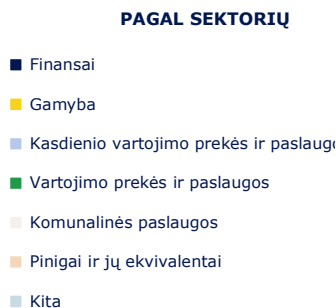 PAGAL SEKTORIŲ
Finansai
Gamyba
Kasdienio vartojimo prekės ir
Vartojimo prekės ir paslaugos
Komunalinės paslaugos
Pinigai ir jų ekvivalentai
Kita